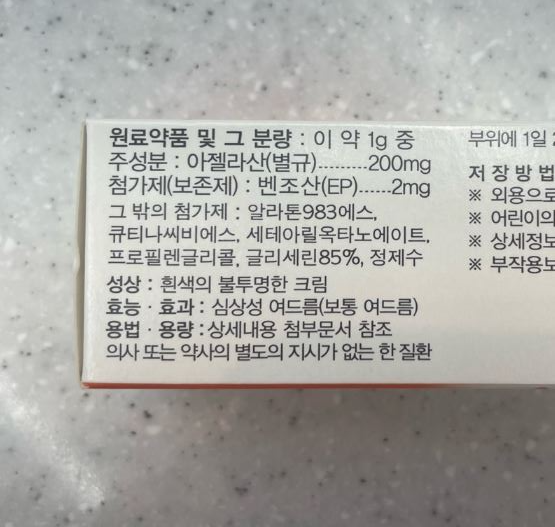 원료약품 및 그 분량 : 이 약 1g 중
주성분 : 아젤라산(별규).........200mg
첨가제(보존제) : 벤조산(EP)......2mg
그 밖의 첨가제 : 알라톤983에스,
큐티나씨비에스, 세테아릴옥타노에이트,
프로필렌글리콜, 글리세린85%, 정제수
성상 : 흰색의 불투명한 크림
효능 · 효과 : 심상성 여드름(보통 여드름)
용법 · 용량 : 상세내용 첨부문서 참조
의사 또는 약사의 별도의 지시가 없는 한 질환
부위에 1일
저 장 방 법
※ 외용으로
※ 어린이의
※ 상세정보
※ 부작용보